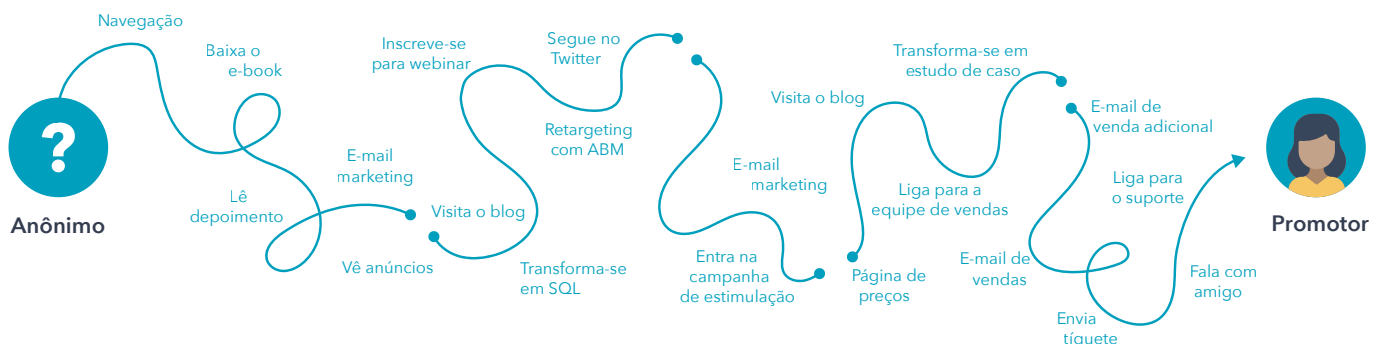 Navegação
Baixa o
e-book
Lê
depoimento
E-mail
marketing
Vê anúncios
Visita o blog
Inscreve-se
para webinar
Transforma-se
em SQL
Segue no
Twitter
Retargeting
com ABM
E-mail
marketing
Entra na
campanha
de estimulação
Página de
preços
Visita o blog
Liga para a
equipe de vendas
Transforma-se em
estudo de caso
E-mail de
venda adicional
E-mail de
vendas
Envia
tíquete
Liga para
o suporte
Fala com
amigo
?
Anônimo
Promotor